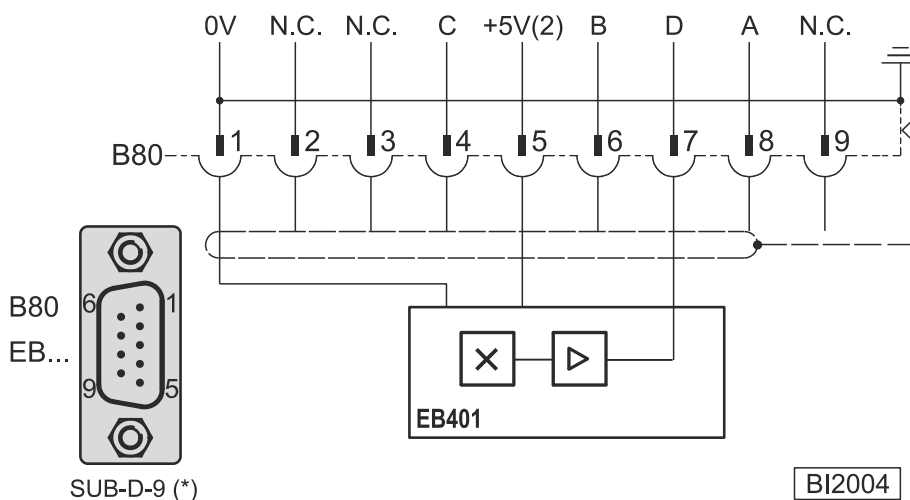 0V N.C. N.C. C +5V(2) B D A N.C.
B80 1 2 3 4 5 6 7 8 9
B80 6 1
EB...
9 5
EB401
SUB-D-9 (*)
BI2004